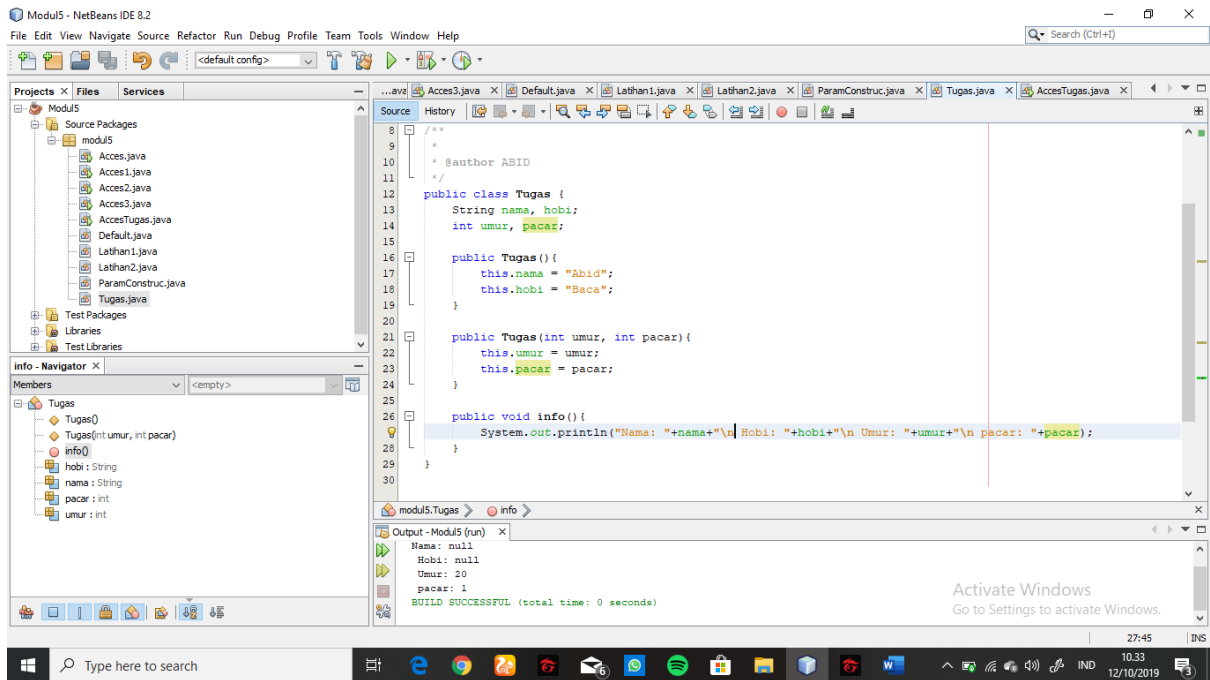 Modul5 - NetBeans IDE 8.2
File Edit View Navigate Source Refactor Run Debug Profile Team Tools Window Help
Search (Ctrl+I)
<default config>
Projects Files Services
Modul5
Source Packages
modul5
Acces.java
Acces1.java
Acces2.java
Acces3.java
AccesTugas.java
Default.java
Latihan1.java
Latihan2.java
ParamConstruc.java
Tugas.java
Test Packages
Libraries
Test Libraries
info - Navigator
Members <empty>
Tugas
Tugas()
Tugas(int umur, int pacar)
info()
hobi : String
nama : String
pacar : int
umur : int
...ava Acces3.java Default.java Latihan1.java Latihan2.java ParamConstruc.java Tugas.java AccesTugas.java
Source History
8 /**
9 *
10 * @author ABID
11 */
12 public class Tugas {
13 String nama, hobi;
14 int umur, pacar;
15
16 public Tugas(){
17 this.nama = "Abid";
18 this.hobi = "Baca";
19 }
20
21 public Tugas(int umur, int pacar){
22 this.umur = umur;
23 this.pacar = pacar;
24 }
25
26 public void info(){
System.out.println("Nama: "+nama+"\n Hobi: "+hobi+"\n Umur: "+umur+"\n pacar: "+pacar);
28 }
29 }
30
modul5.Tugas info
Output - Modul5 (run)
Nama: null
Hobi: null
Umur: 20
pacar: 1
BUILD SUCCESSFUL (total time: 0 seconds)
Activate Windows
Go to Settings to activate Windows.
27:45 INS
Type here to search
6
W
IND
10.33
12/10/2019
3